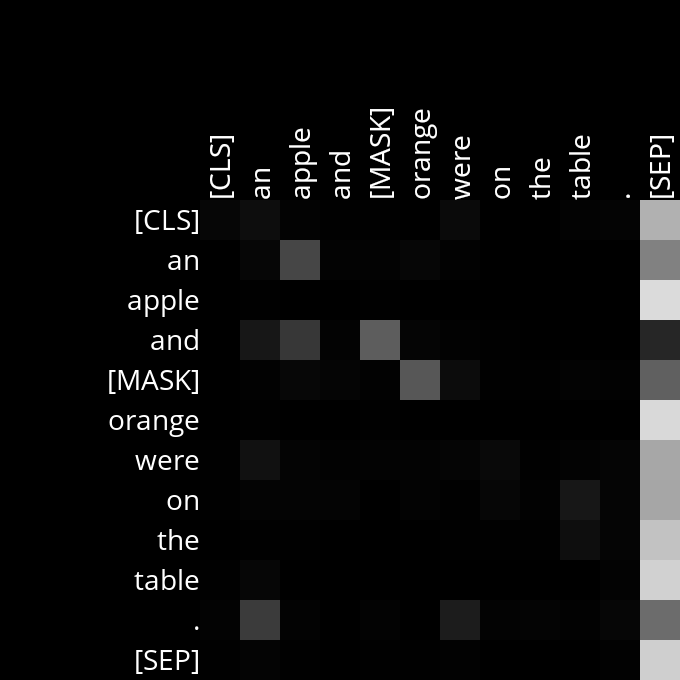 [CLS] an apple and [MASK] orange were on the table . [SEP]
[CLS]
an
apple
and
[MASK]
orange
were
on
the
table
.
[SEP]